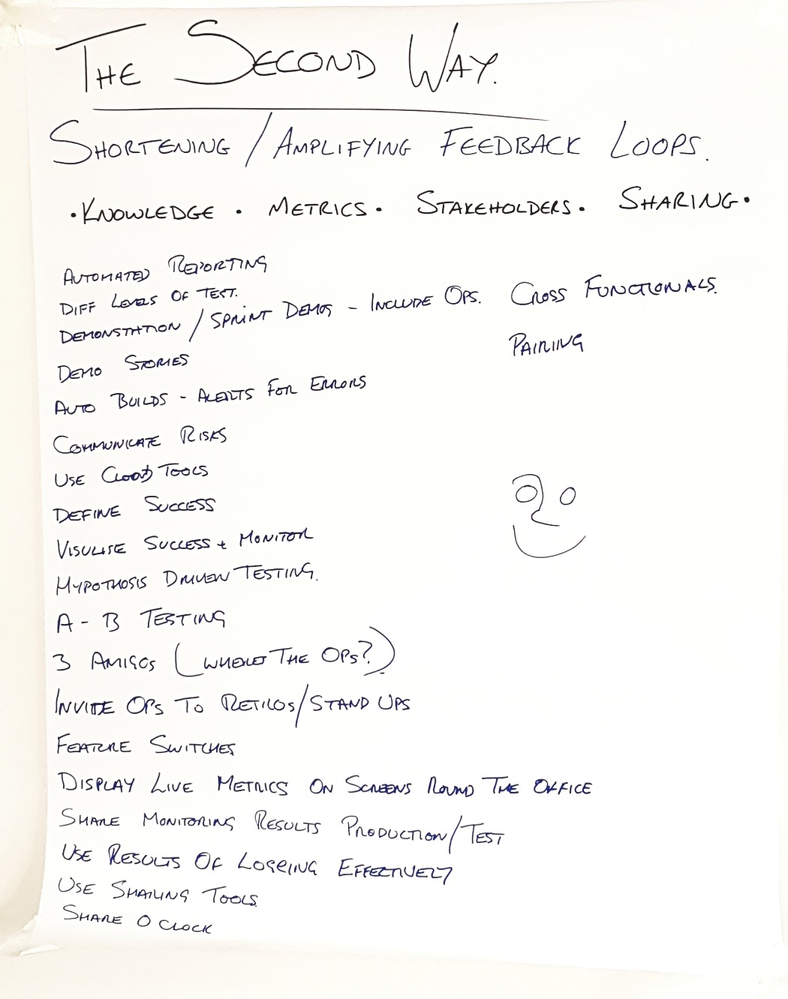 THE SECOND WAY.
SHORTENING / AMPLIFYING FEEDBACK LOOPS.
• KNOWLEDGE • METRICS • STAKEHOLDERS • SHARING •
AUTOMATED REPORTING
DIFF LEVELS OF TEST.
DEMONSTATION / SPRINT DEMOS - INCLUDE OPS. CROSS FUNCTIONALS.
PAIRING
DEMO STORIES
AUTO BUILDS - ALERTS FOR ERRORS
COMMUNICATE RISKS
USE CLOUD TOOLS
DEFINE SUCCESS
VISULISE SUCCESS + MONITOR
HYPOTHOSIS DRIVEN TESTING.
A - B TESTING
3 AMIGOS (WHERES THE OPS?)
INVITE OPS TO RETROS/STAND UPS
FEATURE SWITCHES
DISPLAY LIVE METRICS ON SCREENS ROUND THE OFFICE
SHARE MONITORING RESULTS PRODUCTION/TEST
USE RESULTS OF LOGGING EFFECTIVELY
USE SHARING TOOLS
SHARE O CLOCK